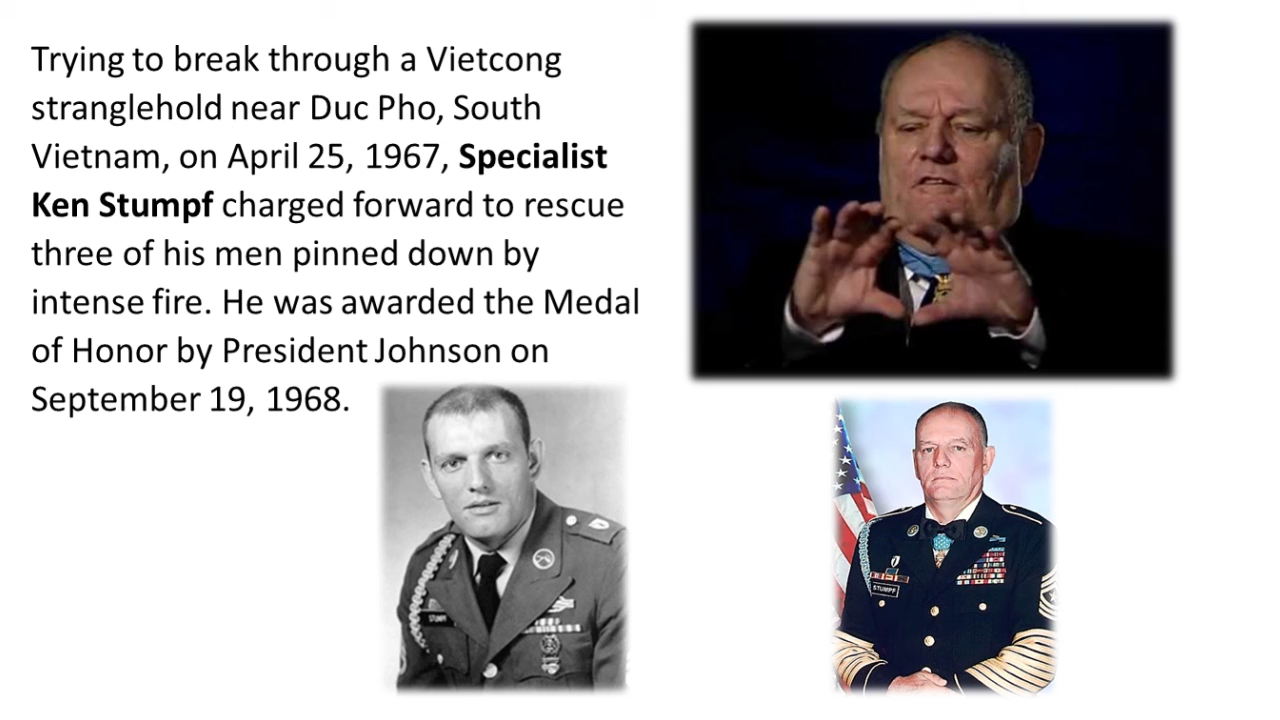 Trying to break through a Vietcong
stranglehold near Duc Pho, South
Vietnam, on April 25, 1967, Specialist
Ken Stumpf charged forward to rescue
three of his men pinned down by
intense fire. He was awarded the Medal
of Honor by President Johnson on
September 19, 1968.
STUMPF
STUMPF